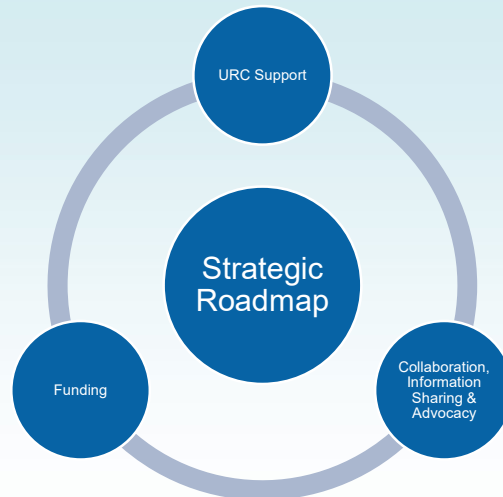 URC Support
Strategic
Roadmap
Funding
Collaboration,
Information
Sharing &
Advocacy